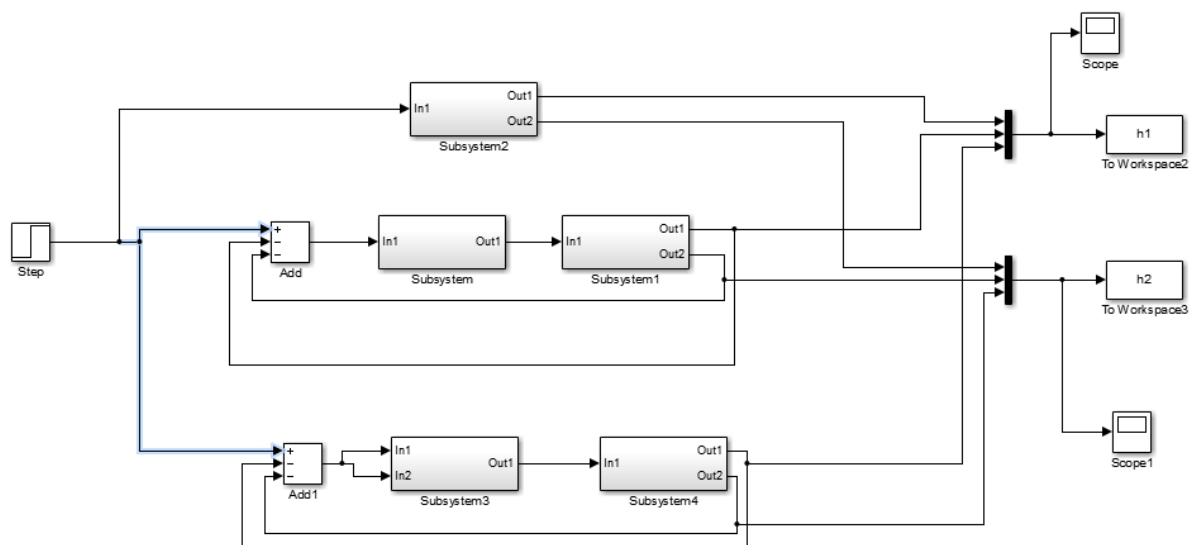 Scope
In1
Out1
Out2
Subsystem2
h1
To Workspace2
Step
+
−
−
Add
In1
Out1
Subsystem
In1
Out1
Out2
Subsystem1
h2
To Workspace3
+
−
−
Add1
In1
In2
Out1
Subsystem3
In1
Out1
Out2
Subsystem4
Scope1